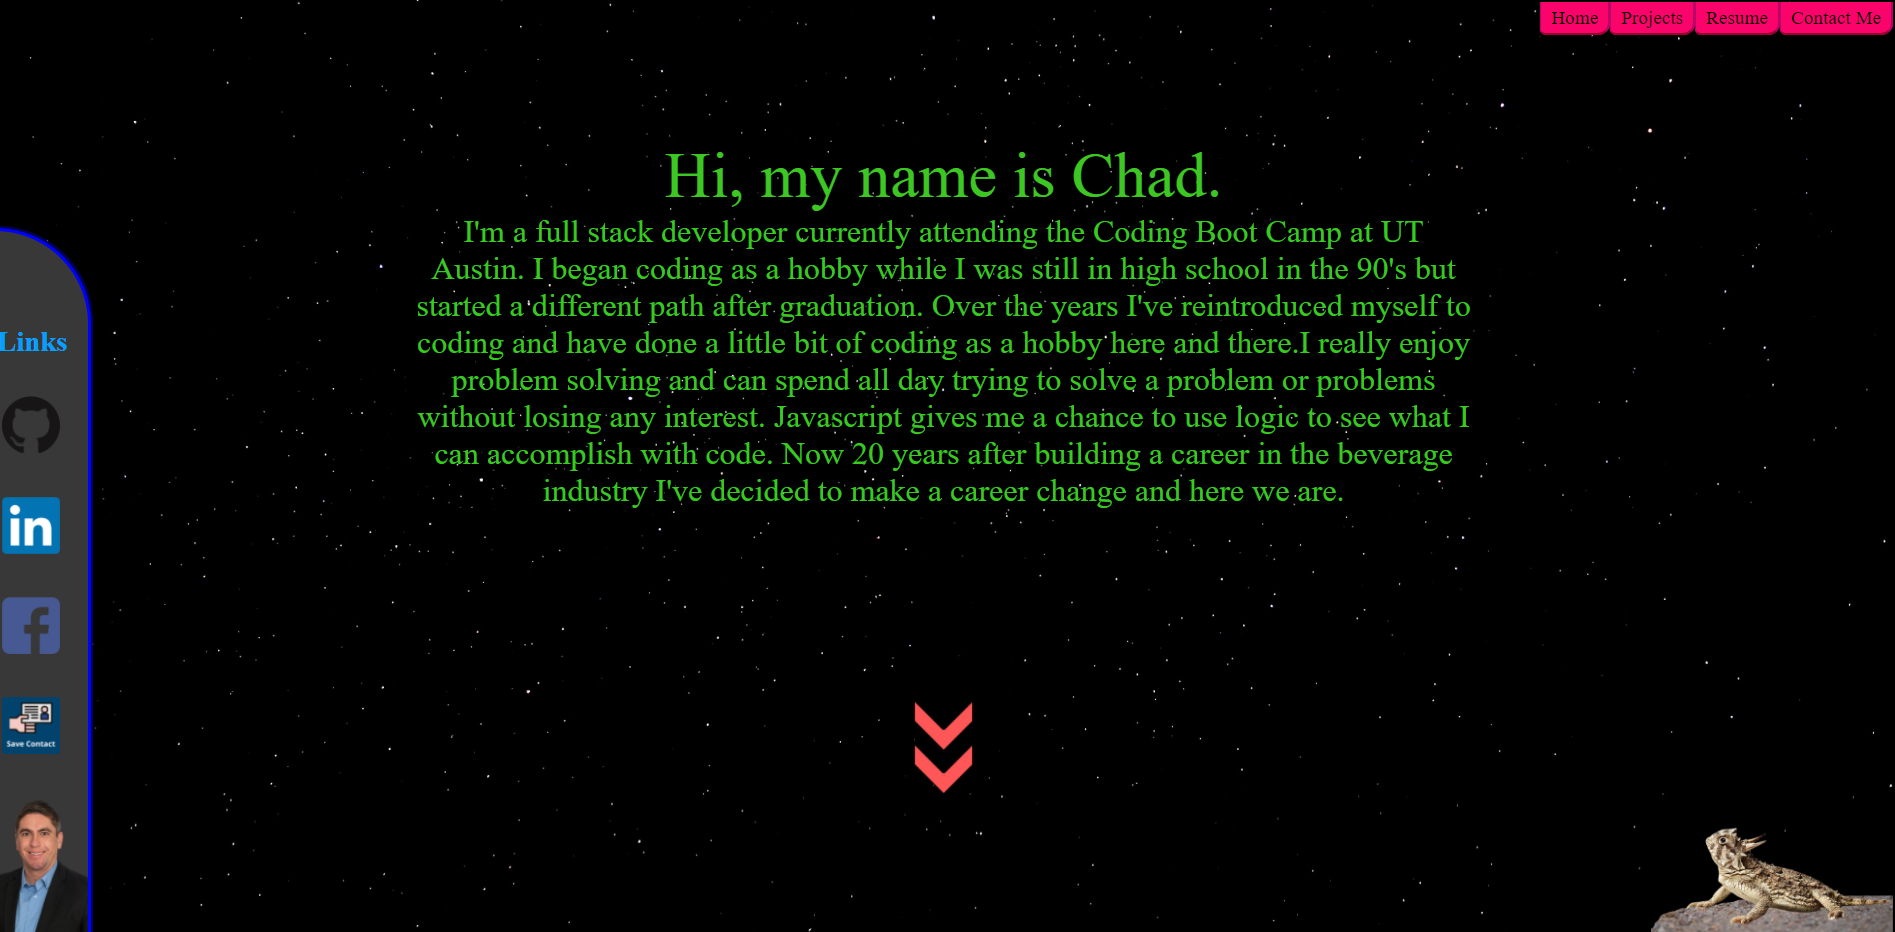 Home Projects Resume Contact Me
Hi, my name is Chad.
I'm a full stack developer currently attending the Coding Boot Camp at UT
Austin. I began coding as a hobby while I was still in high school in the 90's but
started a different path after graduation. Over the years I've reintroduced myself to
coding and have done a little bit of coding as a hobby here and there.I really enjoy
problem solving and can spend all day trying to solve a problem or problems
without losing any interest. Javascript gives me a chance to use logic to see what I
can accomplish with code. Now 20 years after building a career in the beverage
industry I've decided to make a career change and here we are.
Links
in
f
Save Contact